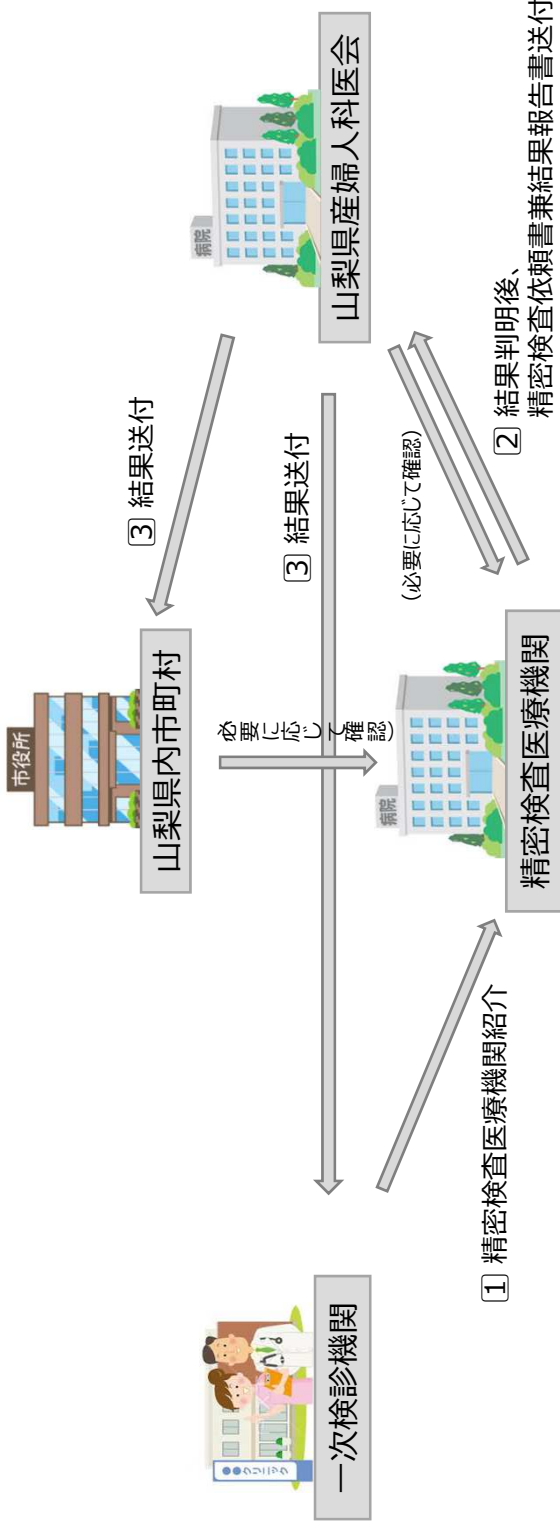 市役所
山梨県内市町村
病院
山梨県産婦人科医会
3 結果送付
3 結果送付
必要に応じて確認)
(必要に応じて確認)
2 結果判明後、
精密検査依頼書兼結果報告書送付
●●クリニック
一次検診機関
1 精密検査医療機関紹介
病院
精密検査医療機関